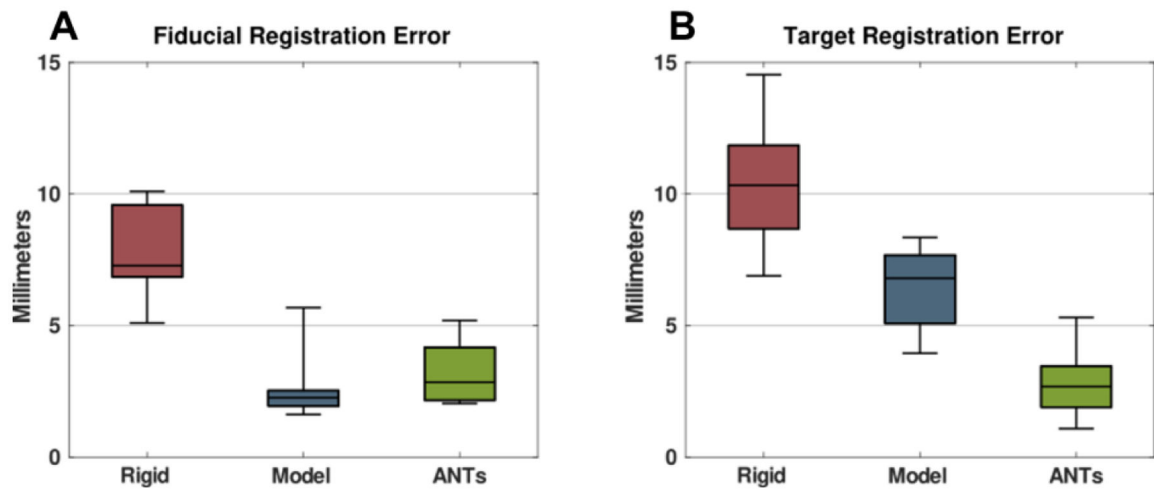 A
Fiducial Registration Error
15
10
5
0
Millimeters
Rigid Model ANTs
B
Target Registration Error
15
10
5
0
Millimeters
Rigid Model ANTs